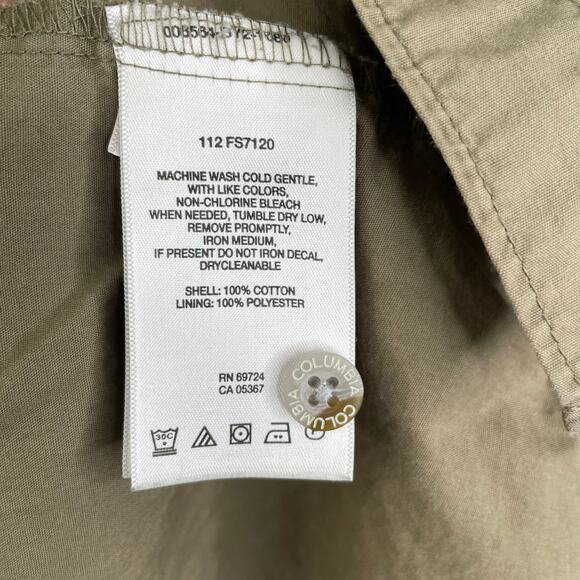 112 FS7120
MACHINE WASH COLD GENTLE,
WITH LIKE COLORS,
NON-CHLORINE BLEACH
WHEN NEEDED, TUMBLE DRY LOW,
REMOVE PROMPTLY,
IRON MEDIUM,
IF PRESENT DO NOT IRON DECAL,
DRYCLEANABLE
SHELL: 100% COTTON
LINING: 100% POLYESTER
RN 69724
CA 05367
COLUMBIA
COLUMBIA
30C